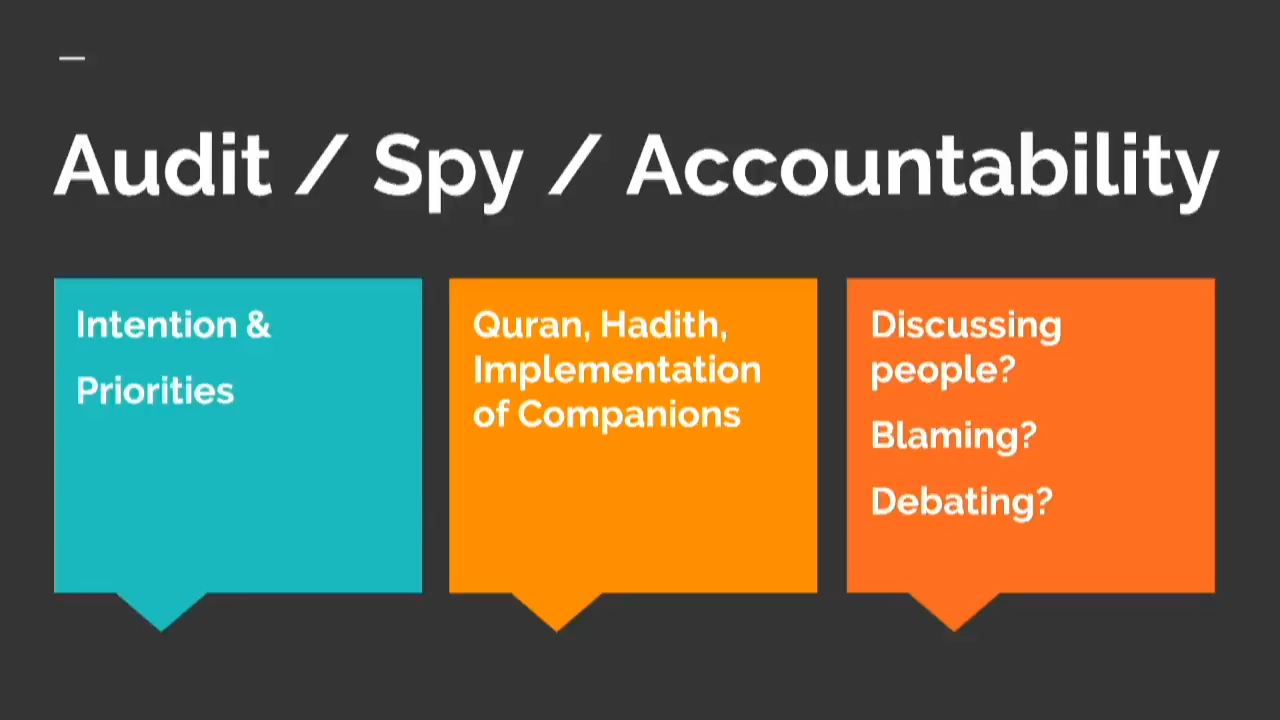 Audit / Spy / Accountability
Intention &
Priorities
Quran, Hadith,
Implementation
of Companions
Discussing
people?
Blaming?
Debating?